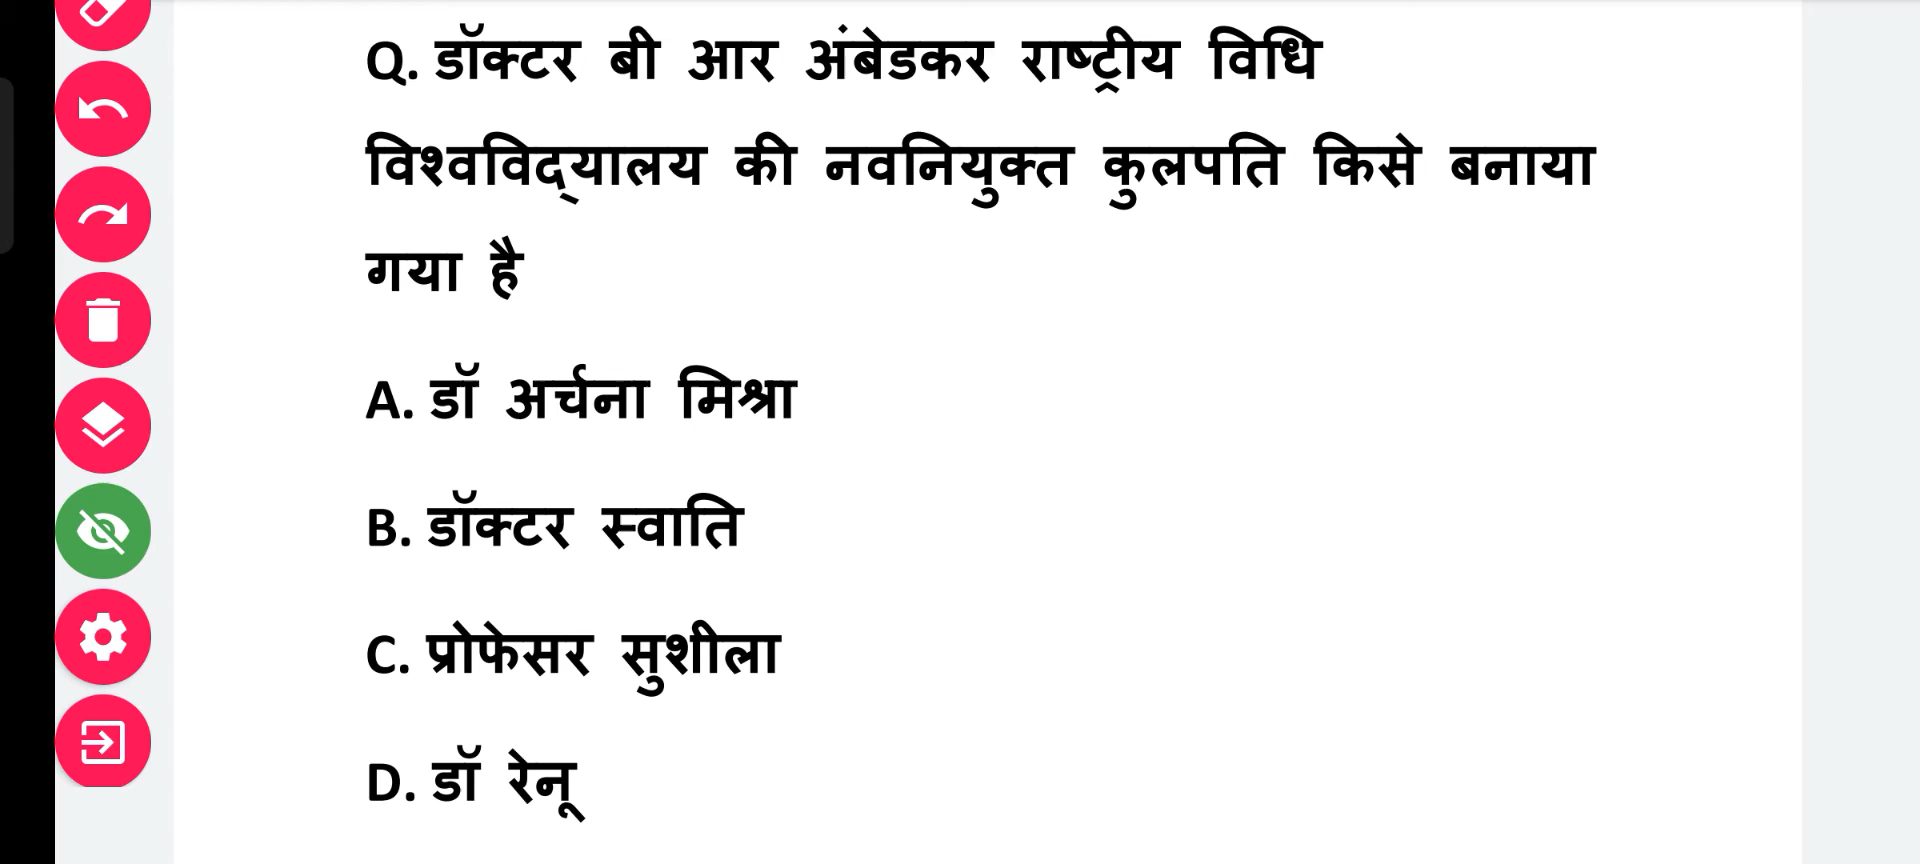 Q. डॉक्टर बी आर अंबेडकर राष्ट्रीय विधि
विश्वविद्यालय की नवनियुक्त कुलपति किसे बनाया
गया है
A. डॉ अर्चना मिश्रा
B. डॉक्टर स्वाति
C. प्रोफेसर सुशीला
D. डॉ रेनू